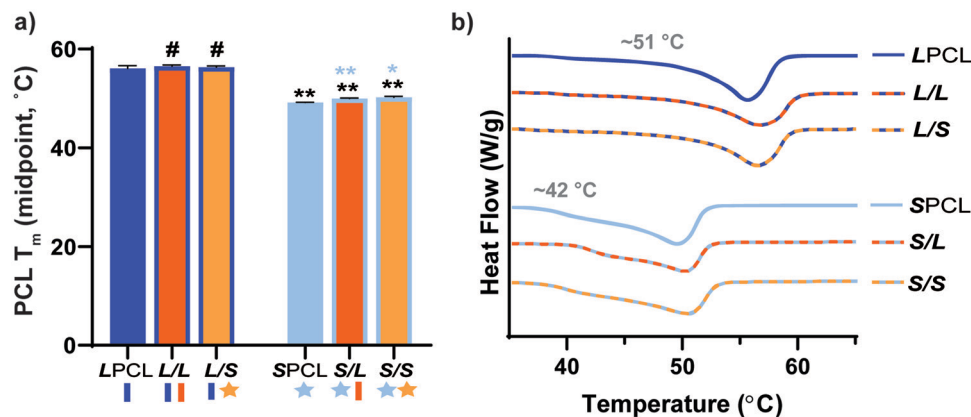 a)
PCL Tm (midpoint, °C)
60
40
20
0
#
#
**
**
**
*
**
LPCL
L/L
L/S
SPCL
S/L
S/S
b)
Heat Flow (W/g)
~51 °C
~42 °C
LPCL
L/L
L/S
SPCL
S/L
S/S
40
50
60
Temperature (°C)